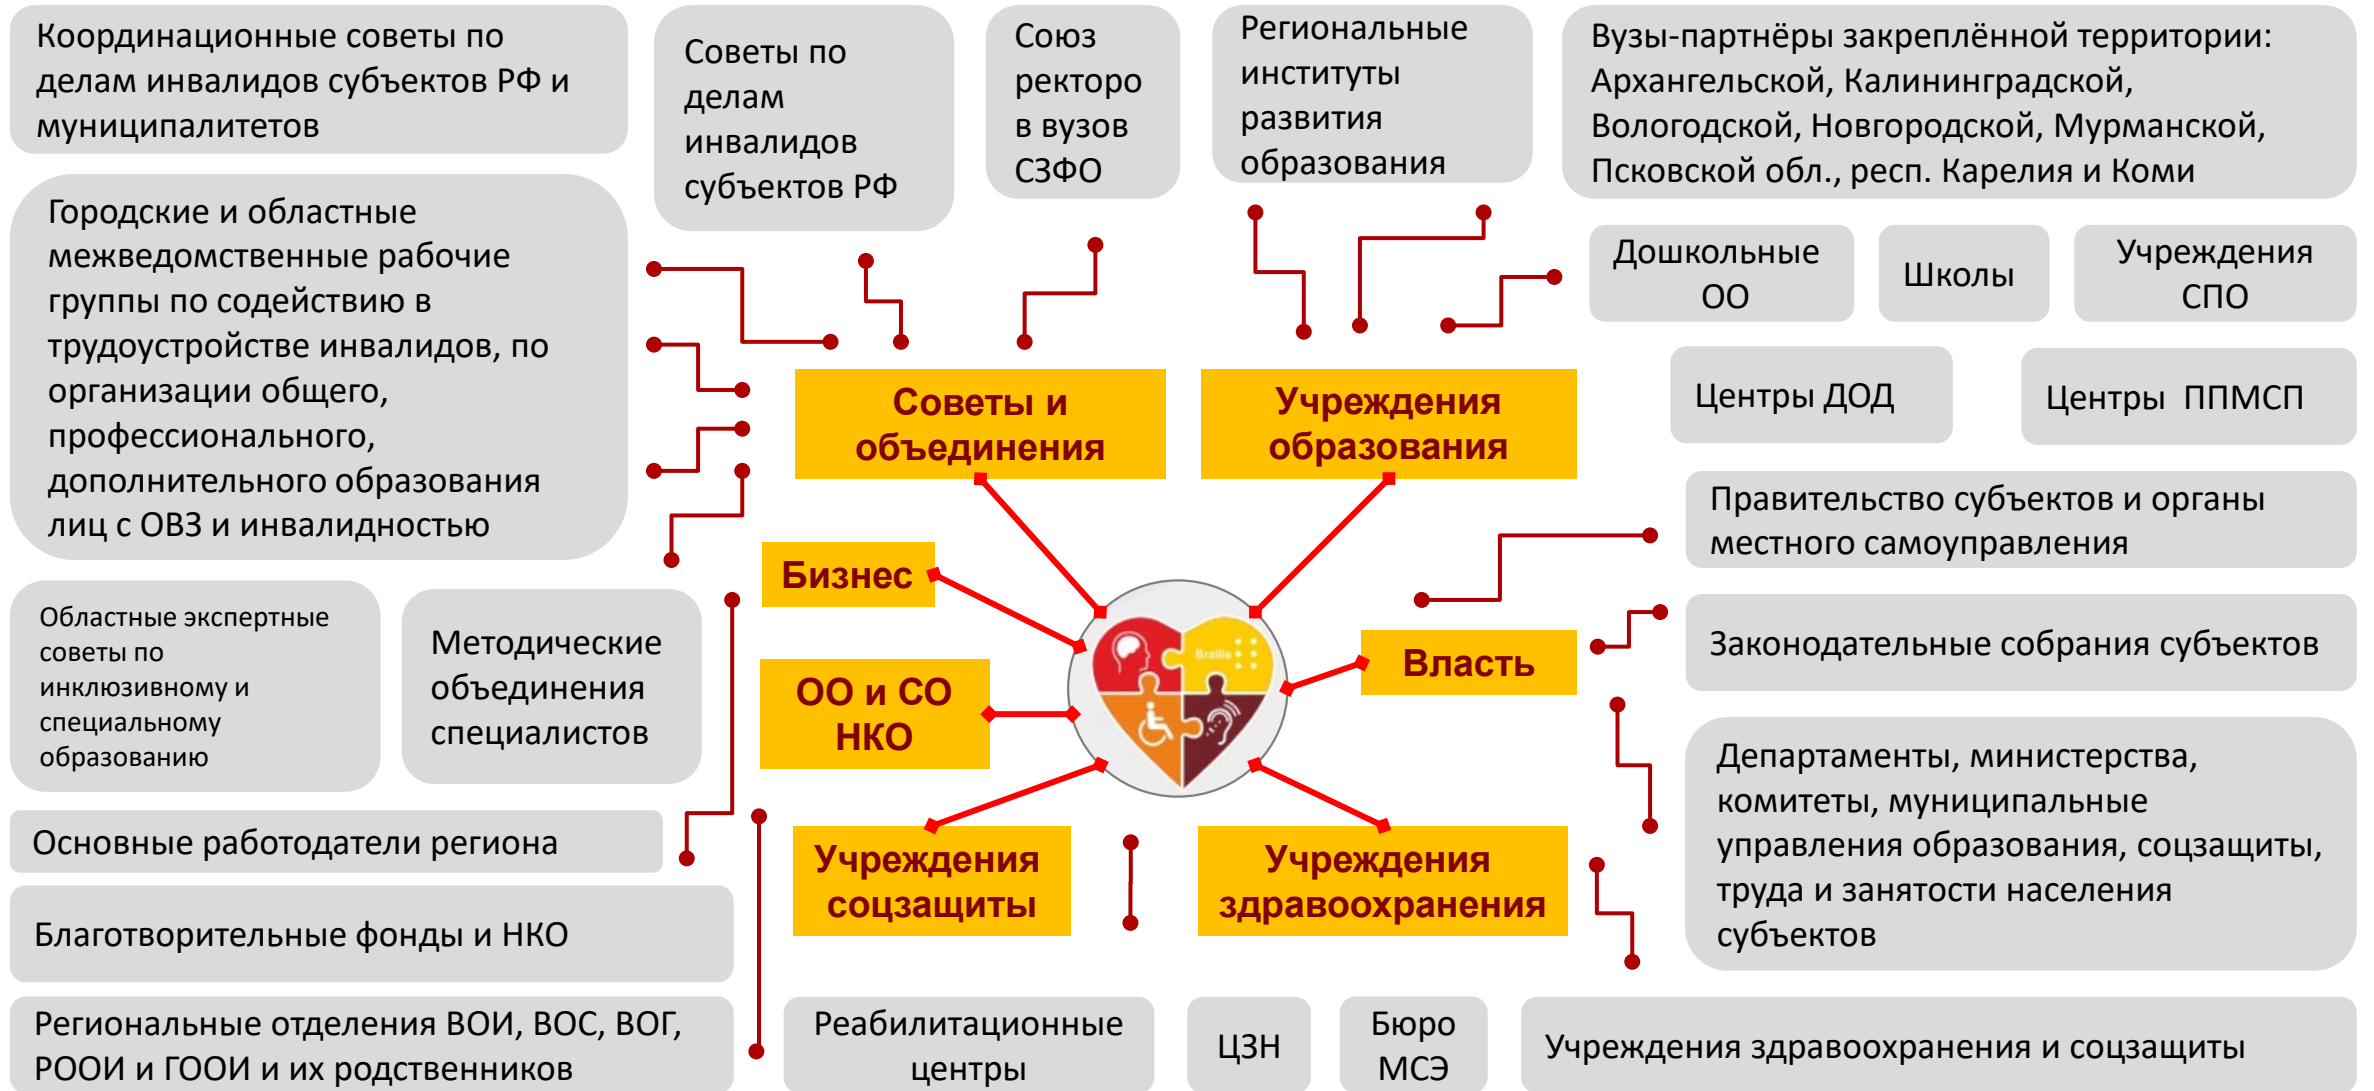 Координационные советы по
делам инвалидов субъектов РФ и
муниципалитетов
Советы по
делам
инвалидов
субъектов РФ
Союз
ректоро
в вузов
СЗФО
Региональные
институты
развития
образования
Вузы-партнёры закреплённой территории:
Архангельской, Калининградской,
Вологодской, Новгородской, Мурманской,
Псковской обл., респ. Карелия и Коми
Городские и областные
межведомственные рабочие
группы по содействию в
трудоустройстве инвалидов, по
организации общего,
профессионального,
дополнительного образования
лиц с ОВЗ и инвалидностью
Дошкольные
ОО
Школы
Учреждения
СПО
Центры ДОД
Центры  ППМСП
Советы и
объединения
Учреждения
образования
Правительство субъектов и органы
местного самоуправления
Бизнес
Областные экспертные
советы по
инклюзивному и
специальному
образованию
Методические
объединения
специалистов
ОО и СО
НКО
Braille
Власть
Законодательные собрания субъектов
Департаменты, министерства,
комитеты, муниципальные
управления образования, соцзащиты,
труда и занятости населения
субъектов
Основные работодатели региона
Учреждения
соцзащиты
Учреждения
здравоохранения
Благотворительные фонды и НКО
Региональные отделения ВОИ, ВОС, ВОГ,
РООИ и ГООИ и их родственников
Реабилитационные
центры
ЦЗН
Бюро
МСЭ
Учреждения здравоохранения и соцзащиты